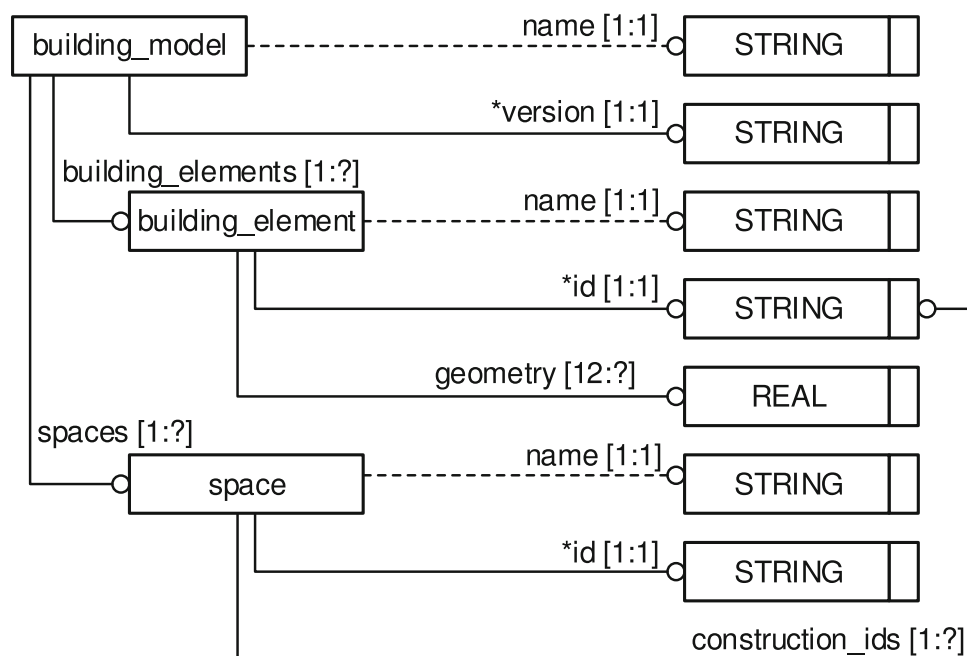 name [1:1]
building_model
STRING
*version [1:1]
STRING
building_elements [1:?]
name [1:1]
building_element
STRING
*id [1:1]
STRING
geometry [12:?]
REAL
spaces [1:?]
name [1:1]
space
STRING
*id [1:1]
STRING
construction_ids [1:?]